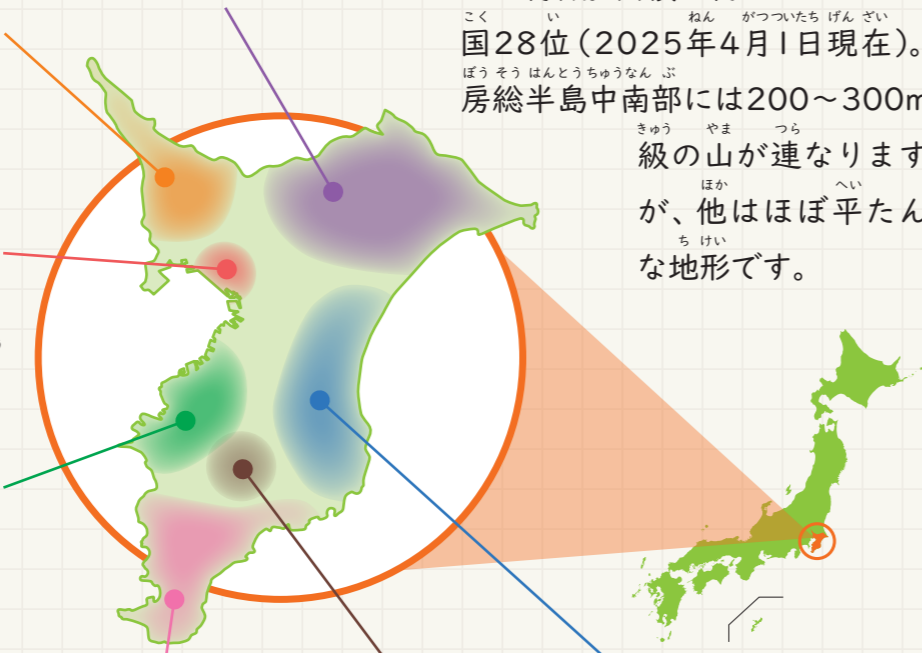 国28位（2025年4月1日現在）。
房総半島中南部には200～300m
級の山が連なります
が、他はほぼ平たん
な地形です。